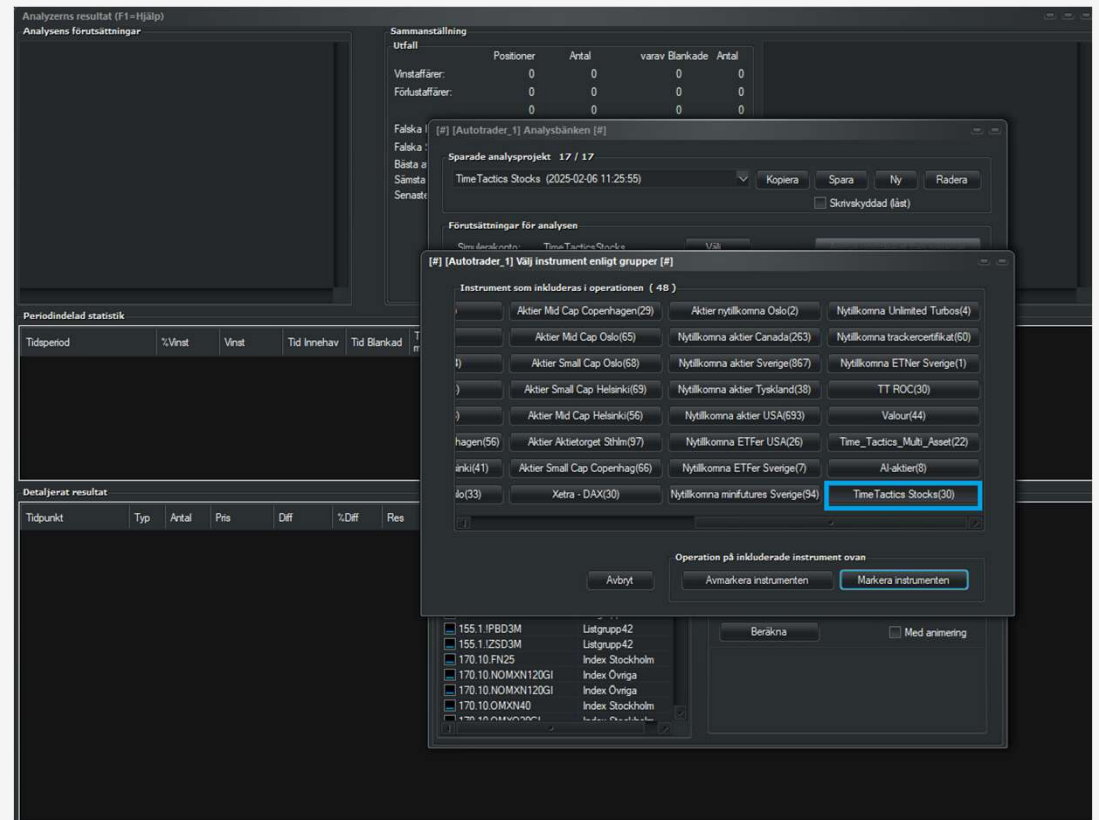 Analyzerns resultat (F1=Hjälp)
Analysens förutsättningar
Sammanställning
Utfall
Positioner Antal varav Blankade Antal
Vinstaffärer: 0 0 0 0
Förlustaffärer: 0 0 0 0
0 0 0 0
Falska
Falska
Bästa
Sämsta
Senaste
[#] [Autotrader_1] Analysbänken [#]
Sparade analysprojekt 17 / 17
TimeTactics Stocks (2025-02-06 11:25:55)
Kopiera Spara Ny Radera
Skrivskyddad (låst)
Förutsättningar för analysen
Simulerakonto: TimeTacticsStocks Välj
[#] [Autotrader_1] Välj instrument enligt grupper [#]
Instrument som inkluderas i operationen ( 48 )
) Aktier Mid Cap Copenhagen(29) Aktier nytillkomna Oslo(2) Nytillkomna Unlimited Turbos(4)
Aktier Mid Cap Oslo(65) Nytillkomna aktier Canada(263) Nytillkomna trackercertifikat(60)
4) Aktier Small Cap Oslo(68) Nytillkomna aktier Sverige(867) Nytillkomna ETNer Sverige(1)
) Aktier Small Cap Helsinki(69) Nytillkomna aktier Tyskland(38) TT ROC(30)
) Aktier Mid Cap Helsinki(56) Nytillkomna aktier USA(693) Valour(44)
hagen(56) Aktier Aktietorget Sthlm(97) Nytillkomna ETFer USA(26) Time_Tactics_Multi_Asset(22)
inki(41) Aktier Small Cap Copenhag(66) Nytillkomna ETFer Sverige(7) AI-aktier(8)
lo(33) Xetra - DAX(30) Nytillkomna minifutures Sverige(94) TimeTactics Stocks(30)
Operation på inkluderade instrument ovan
Avbryt Avmarkera instrumenten Markera instrumenten
Periodindelad statistik
Tidsperiod %Vinst Vinst Tid Innehav Tid Blankad
Detaljerat resultat
Tidpunkt Typ Antal Pris Diff %Diff Res
155.1.!PBD3M Listgrupp42
155.1.!ZSD3M Listgrupp42
170.10.FN25 Index Stockholm
170.10.NOMXN120GI Index Övriga
170.10.NOMXN120GI Index Övriga
170.10.OMXN40 Index Stockholm
Beräkna Med animering